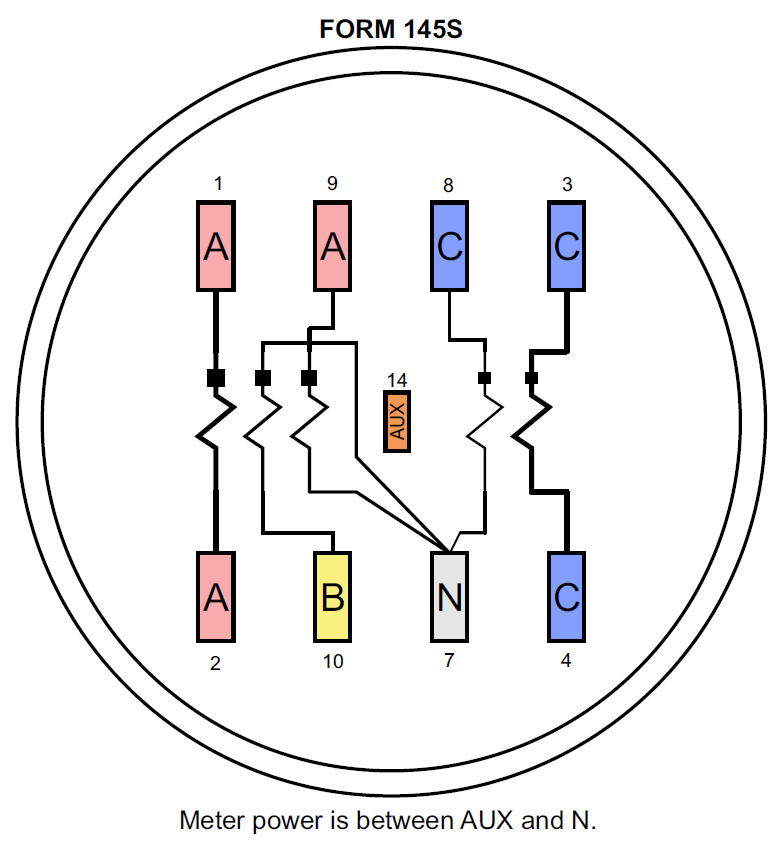 FORM 145S
1 9 8 3
A A C C
14
AUX
A B N C
2 10 7 4
Meter power is between AUX and N.